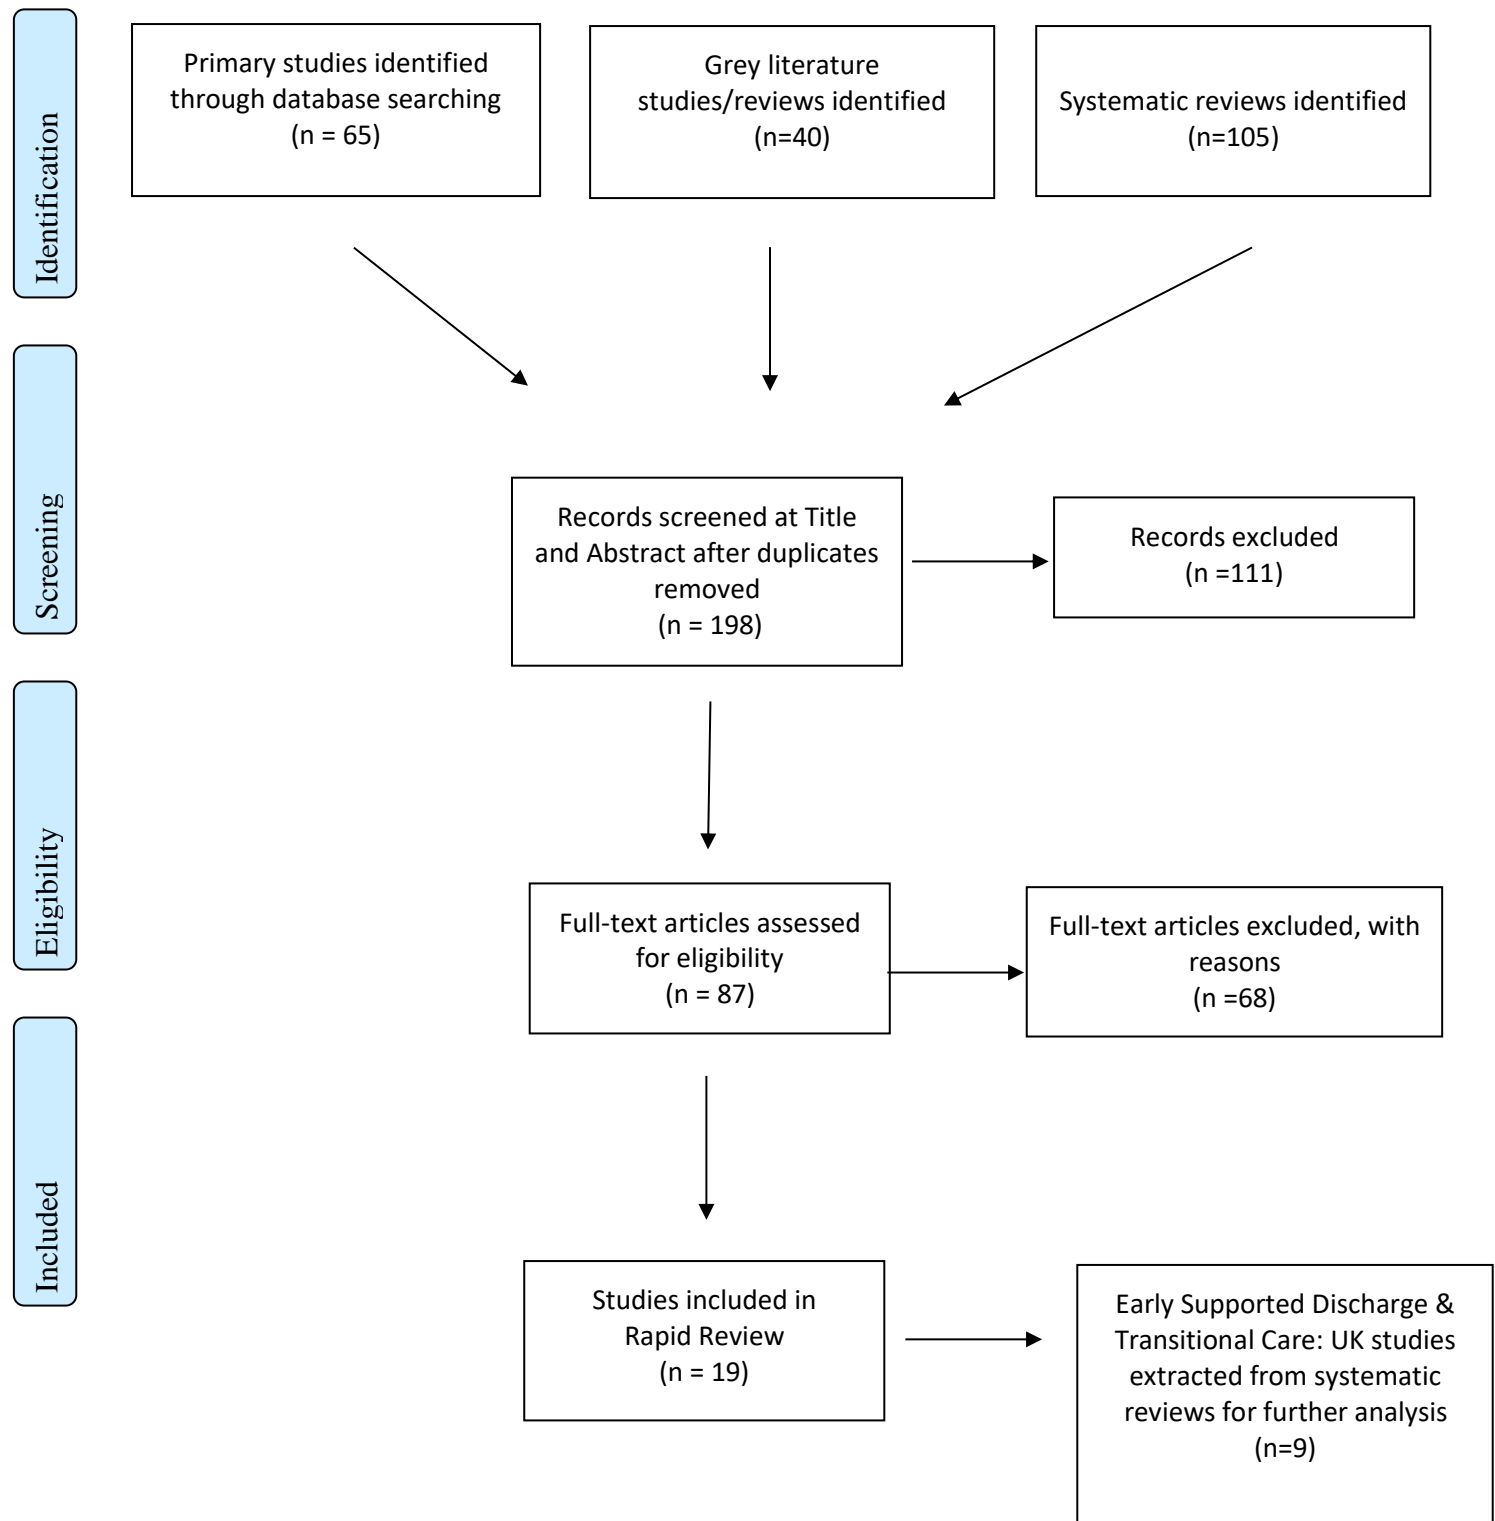 Identification
Primary studies identified
through database searching
(n = 65)
Grey literature
studies/reviews identified
(n=40)
Systematic reviews identified
(n=105)
Screening
Records screened at Title
and Abstract after duplicates
removed
(n = 198)
Records excluded
(n =111)
Eligibility
Full-text articles assessed
for eligibility
(n = 87)
Full-text articles excluded, with
reasons
(n =68)
Included
Studies included in
Rapid Review
(n = 19)
Early Supported Discharge &
Transitional Care: UK studies
extracted from systematic
reviews for further analysis
(n=9)